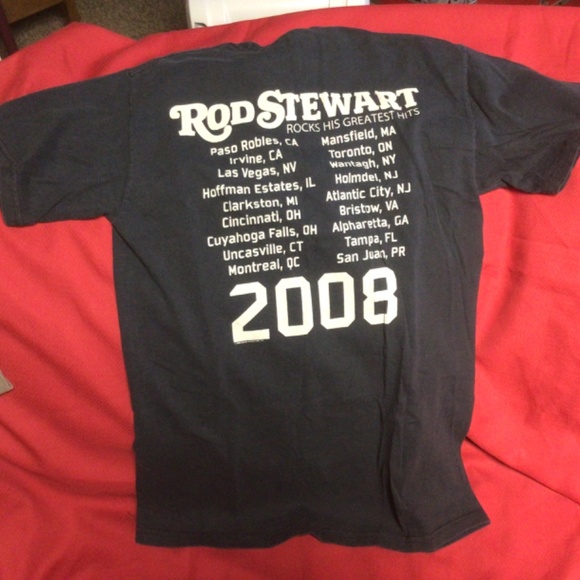 ROD STEWART
ROCKS HIS GREATEST HITS
Paso Robles, CA
Irvine, CA
Las Vegas, NV
Hoffman Estates, IL
Clarkston, MI
Cincinnati, OH
Cuyahoga Falls, OH
Uncasville, CT
Montreal, QC
Mansfield, MA
Toronto, ON
Wantagh, NY
Holmdel, NJ
Atlantic City, NJ
Bristow, VA
Alpharetta, GA
Tampa, FL
San Juan, PR
2008